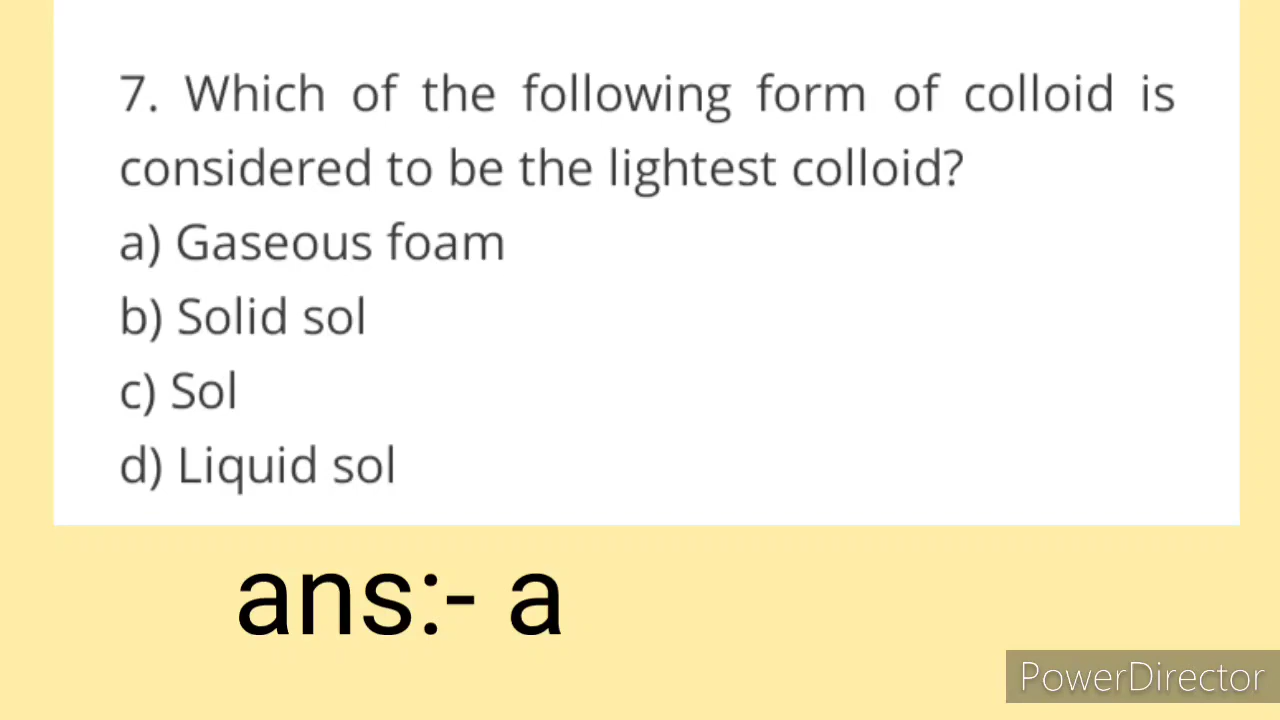 7. Which of the following form of colloid is
considered to be the lightest colloid?
a) Gaseous foam
b) Solid sol
c) Sol
d) Liquid sol
ans:- a
PowerDirector